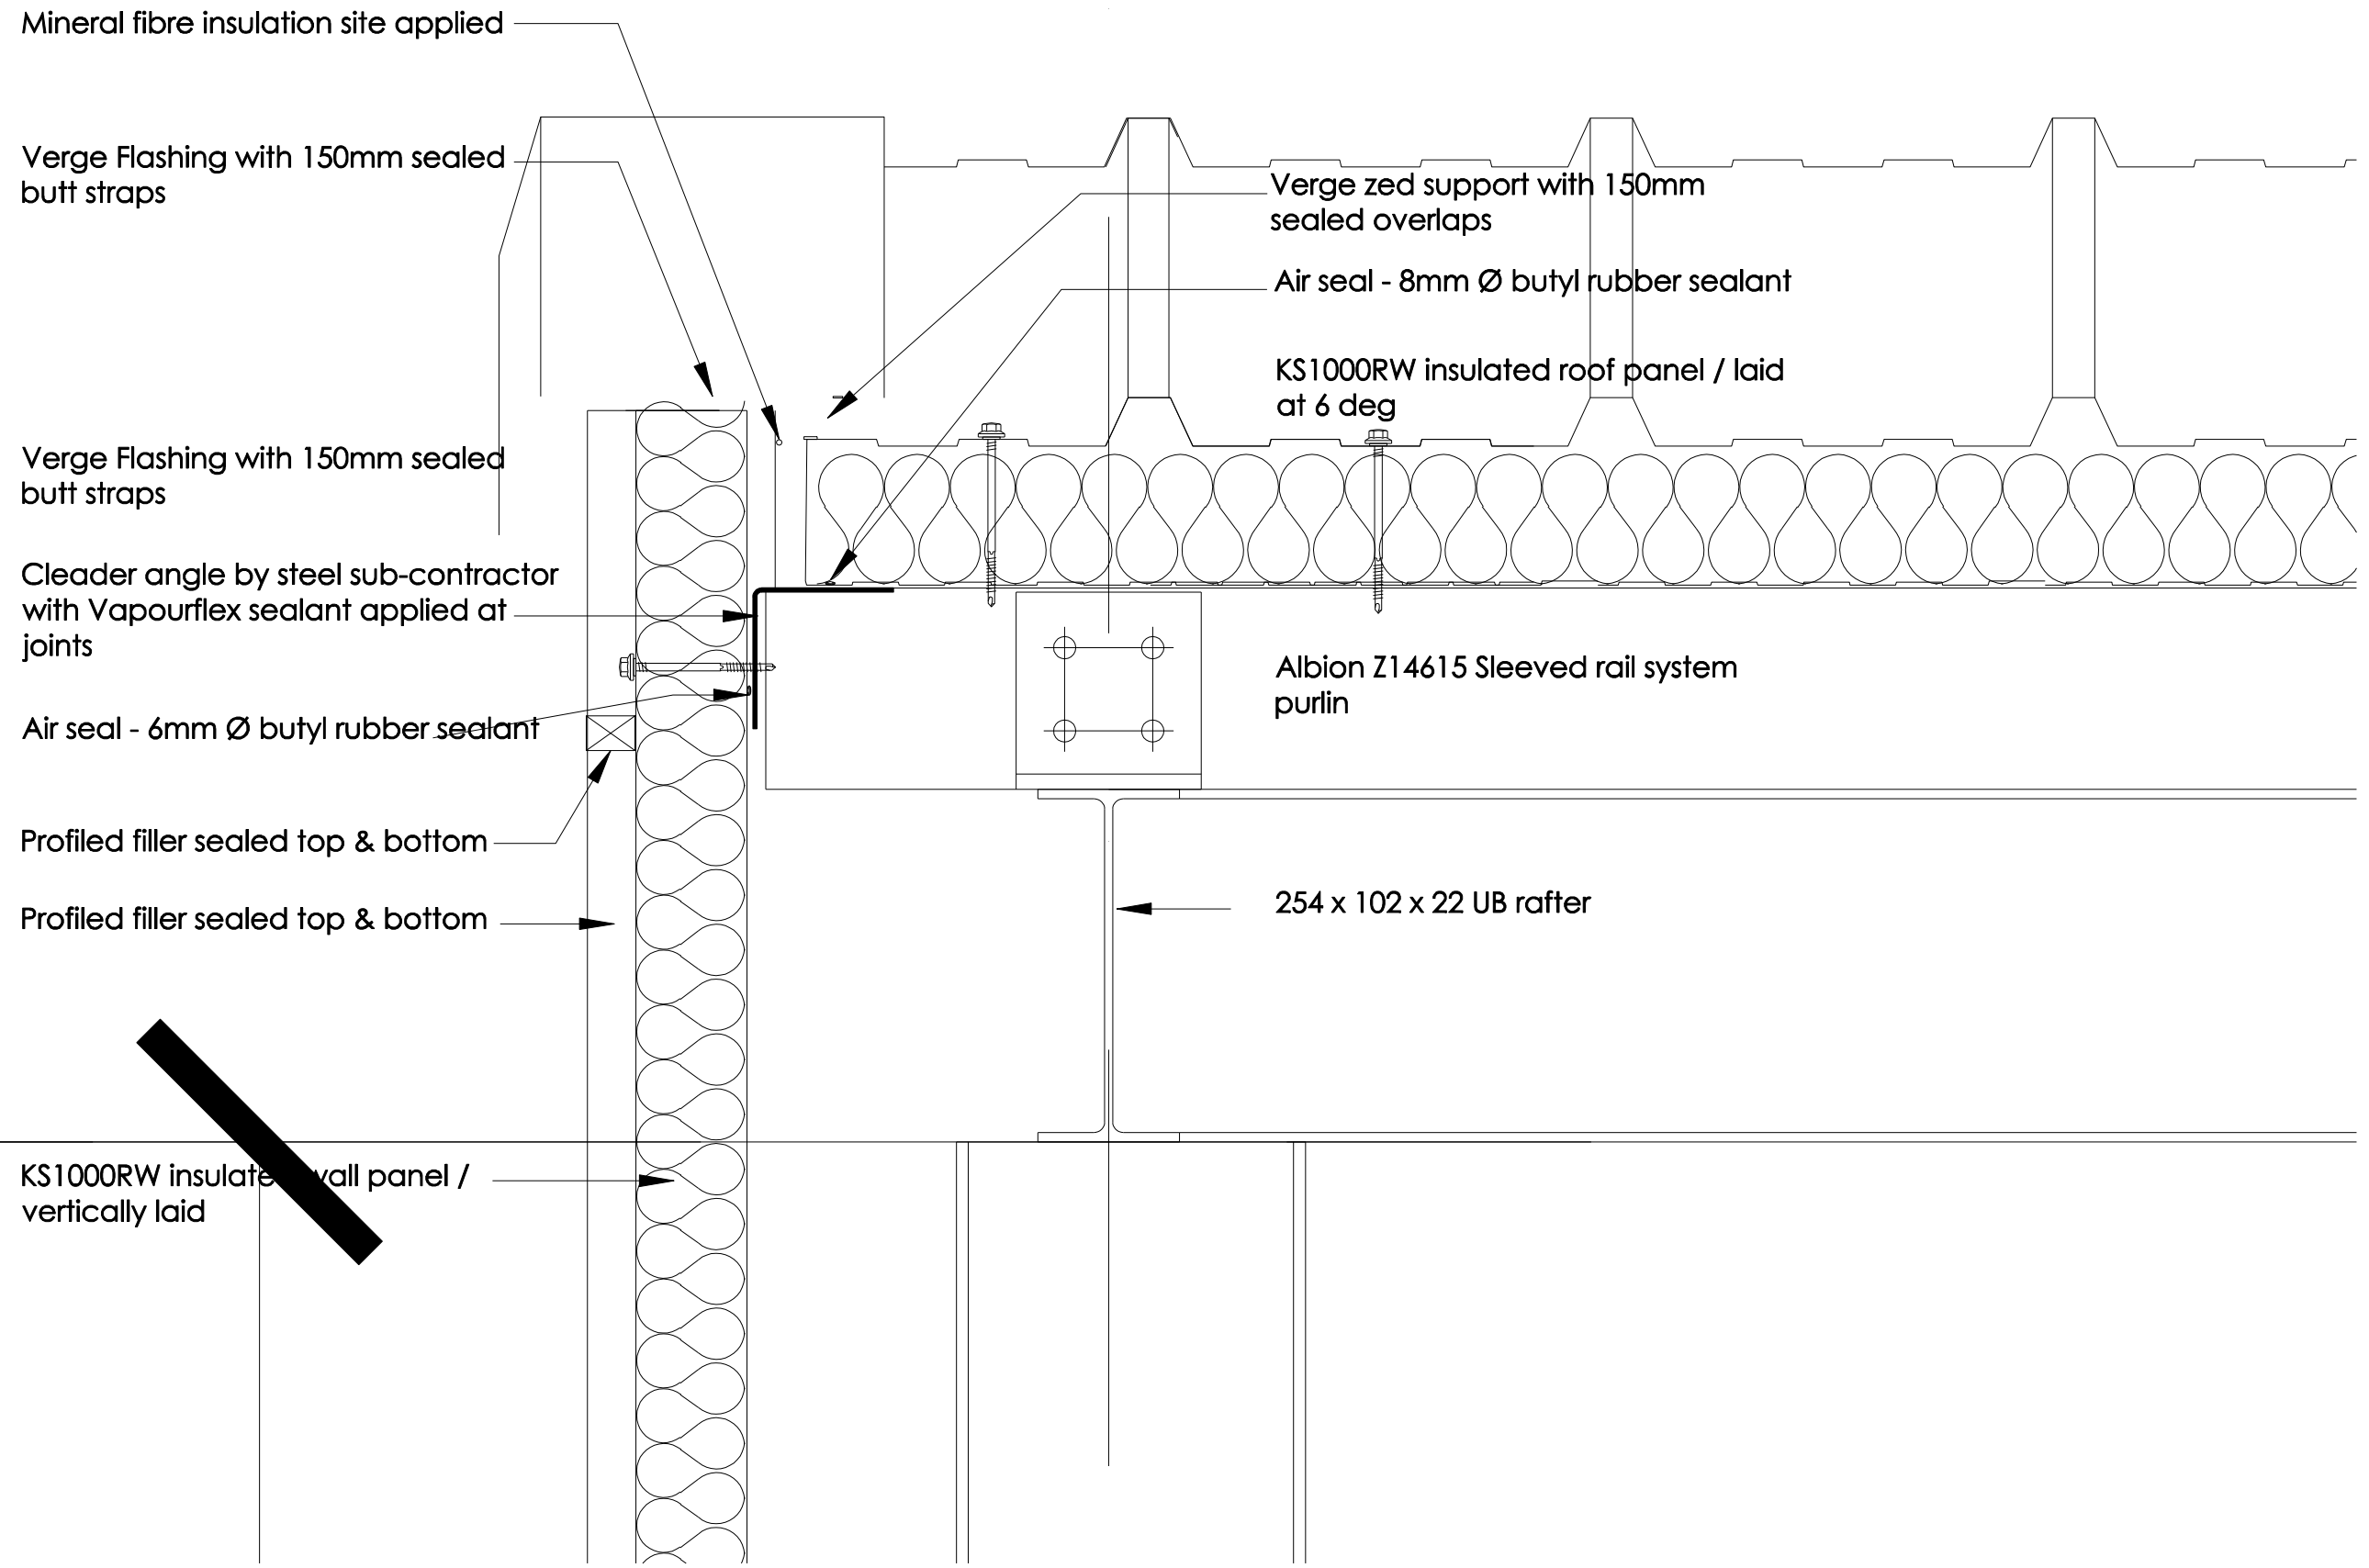 Mineral fibre insulation site applied
Verge Flashing with 150mm sealed
butt straps
Verge zed support with 150mm
sealed overlaps
Air seal - 8mm Ø butyl rubber sealant
KS1000RW insulated roof panel / laid
at 6 deg
Verge Flashing with 150mm sealed
butt straps
Cleader angle by steel sub-contractor
with Vapourflex sealant applied at
joints
Albion Z14615 Sleeved rail system
purlin
Air seal - 6mm Ø butyl rubber sealant
Profiled filler sealed top & bottom
254 x 102 x 22 UB rafter
Profiled filler sealed top & bottom
KS1000RW insulated wall panel /
vertically laid